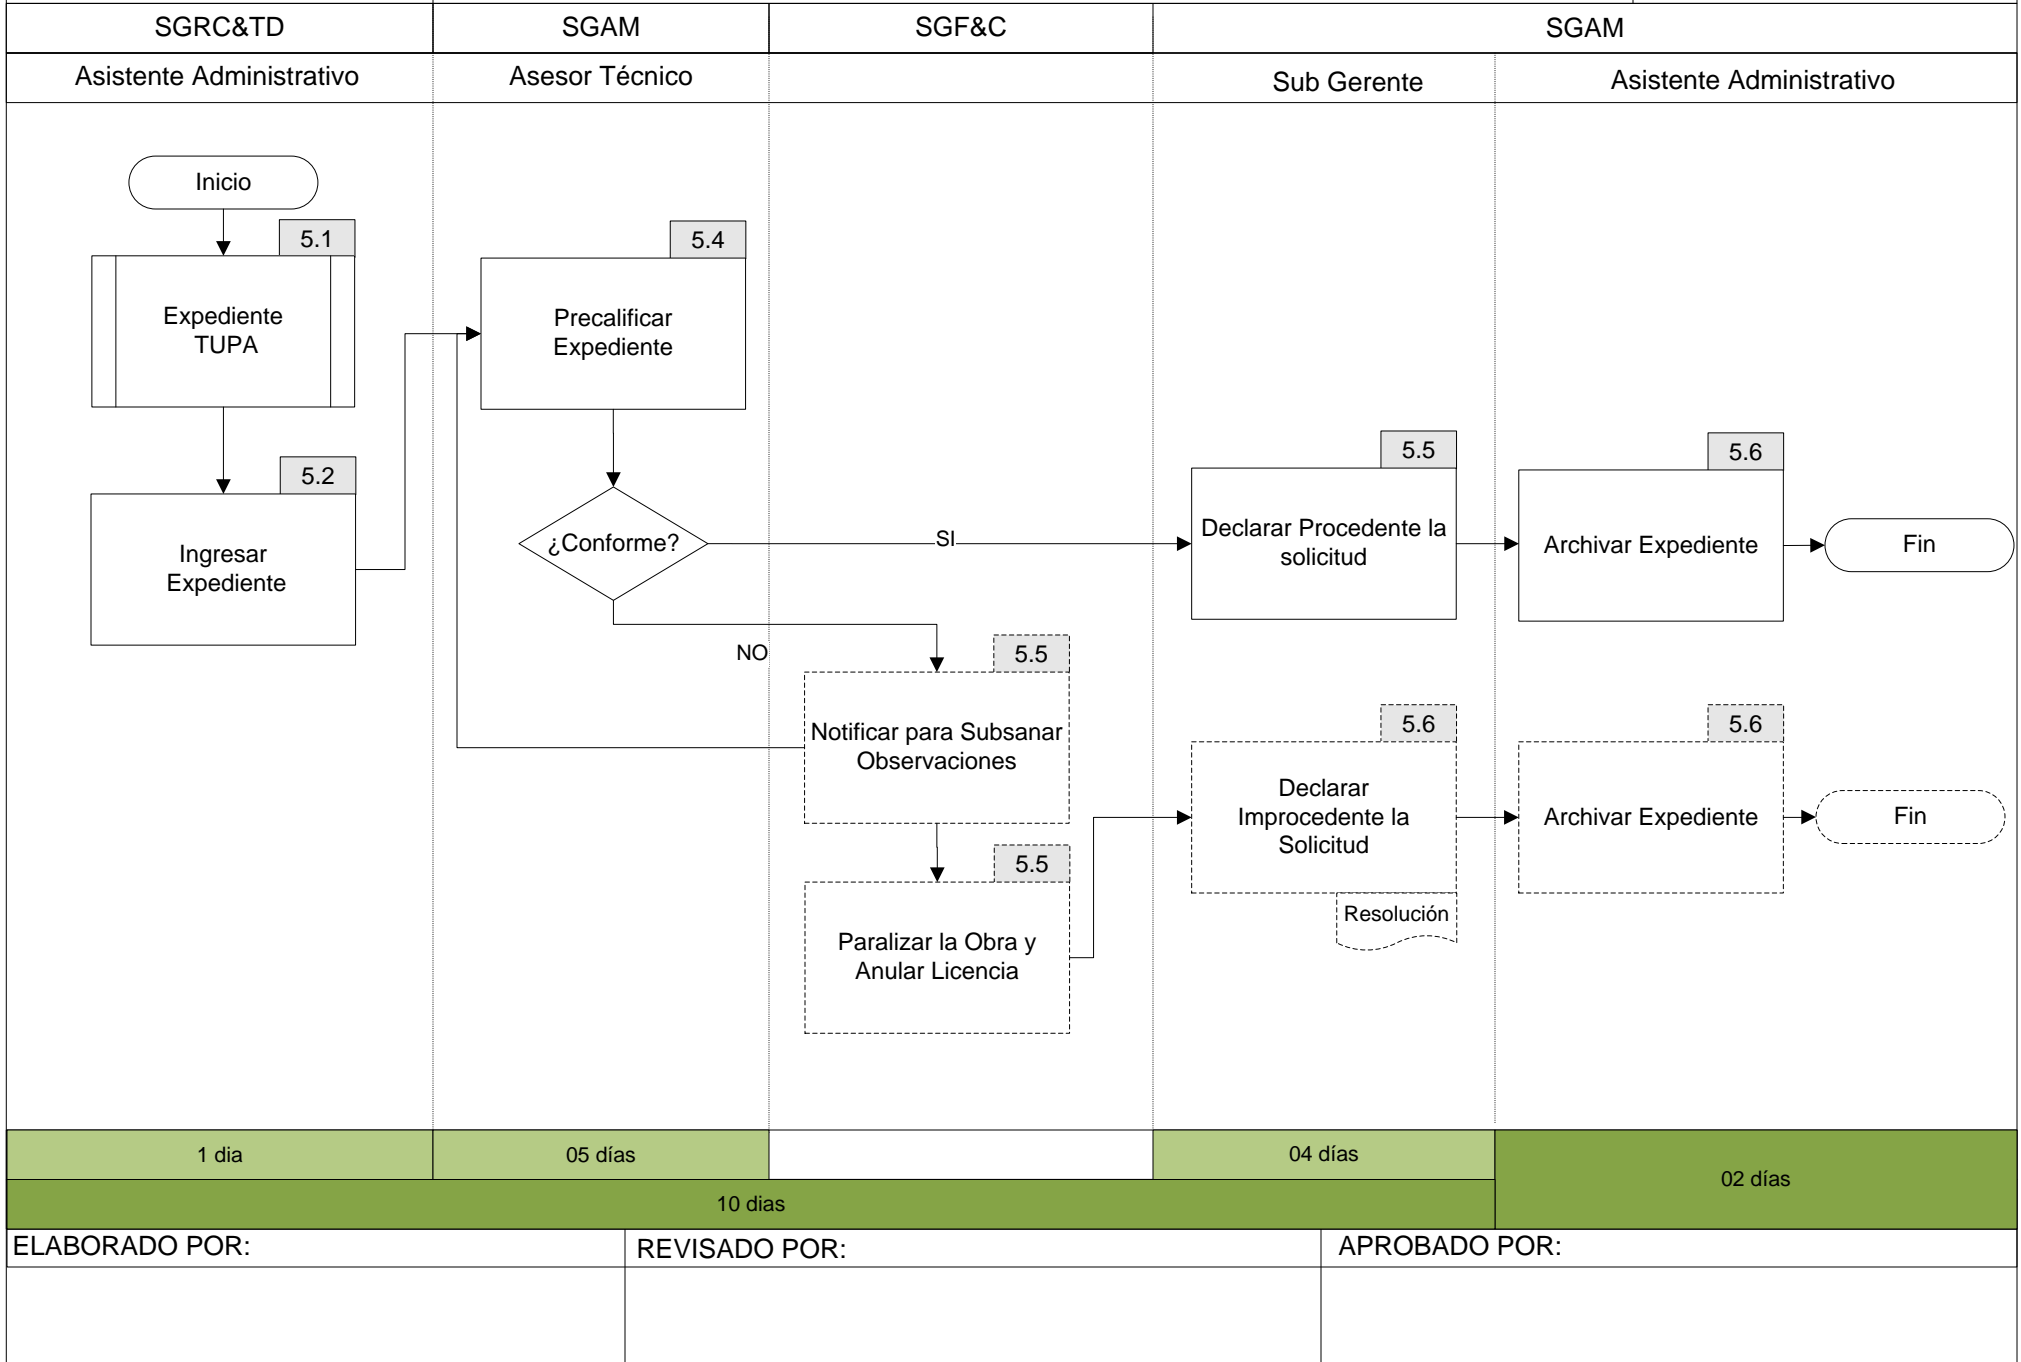 SGRC&TD
SGAM
SGF&C
SGAM
Asistente Administrativo
Asesor Técnico
Sub Gerente
Asistente Administrativo
Inicio
5.1
Expediente
TUPA
5.2
Ingresar
Expediente
5.4
Precalificar
Expediente
¿Conforme?
SI
NO
5.5
Notificar para Subsanar
Observaciones
5.5
Paralizar la Obra y
Anular Licencia
5.5
Declarar Procedente la
solicitud
5.6
Archivar Expediente
Fin
5.6
Declarar
Improcedente la
Solicitud
Resolución
5.6
Archivar Expediente
Fin
1 dia
05 días
04 días
02 días
10 dias
ELABORADO POR:
REVISADO POR:
APROBADO POR: